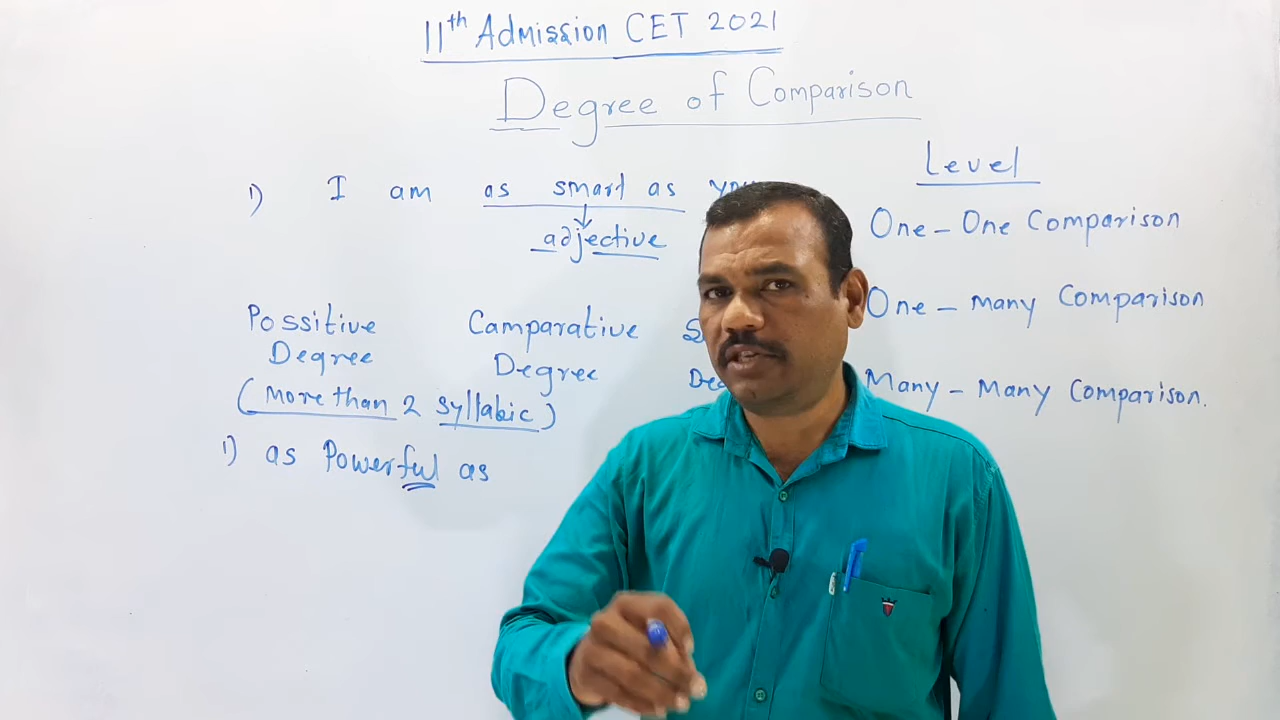 11th Admission CET 2021
Degree of Comparison
Level
1) I am as smart as
adjective
One - One Comparison
One - many Comparison
Many - Many Comparison.
Possitive Degree
Camparative Degree
(More than 2 syllabic)
1) as Powerful as